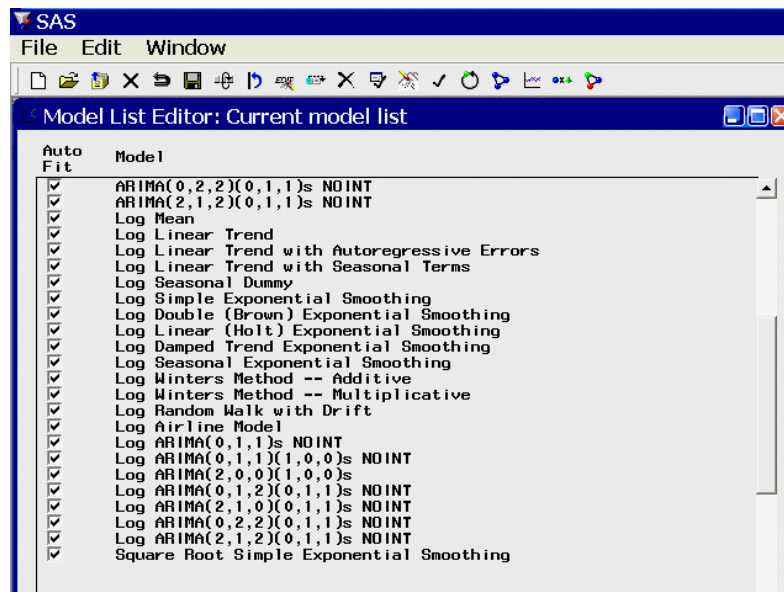 SAS
File Edit Window
Model List Editor: Current model list
Auto Fit Model
ARIMA(0,2,2)(0,1,1)s NOINT
ARIMA(2,1,2)(0,1,1)s NOINT
Log Mean
Log Linear Trend
Log Linear Trend with Autoregressive Errors
Log Linear Trend with Seasonal Terms
Log Seasonal Dummy
Log Simple Exponential Smoothing
Log Double (Brown) Exponential Smoothing
Log Linear (Holt) Exponential Smoothing
Log Damped Trend Exponential Smoothing
Log Seasonal Exponential Smoothing
Log Winters Method -- Additive
Log Winters Method -- Multiplicative
Log Random Walk with Drift
Log Airline Model
Log ARIMA(0,1,1)s NOINT
Log ARIMA(0,1,1)(1,0,0)s NOINT
Log ARIMA(2,0,0)(1,0,0)s
Log ARIMA(0,1,2)(0,1,1)s NOINT
Log ARIMA(2,1,0)(0,1,1)s NOINT
Log ARIMA(0,2,2)(0,1,1)s NOINT
Log ARIMA(2,1,2)(0,1,1)s NOINT
Square Root Simple Exponential Smoothing